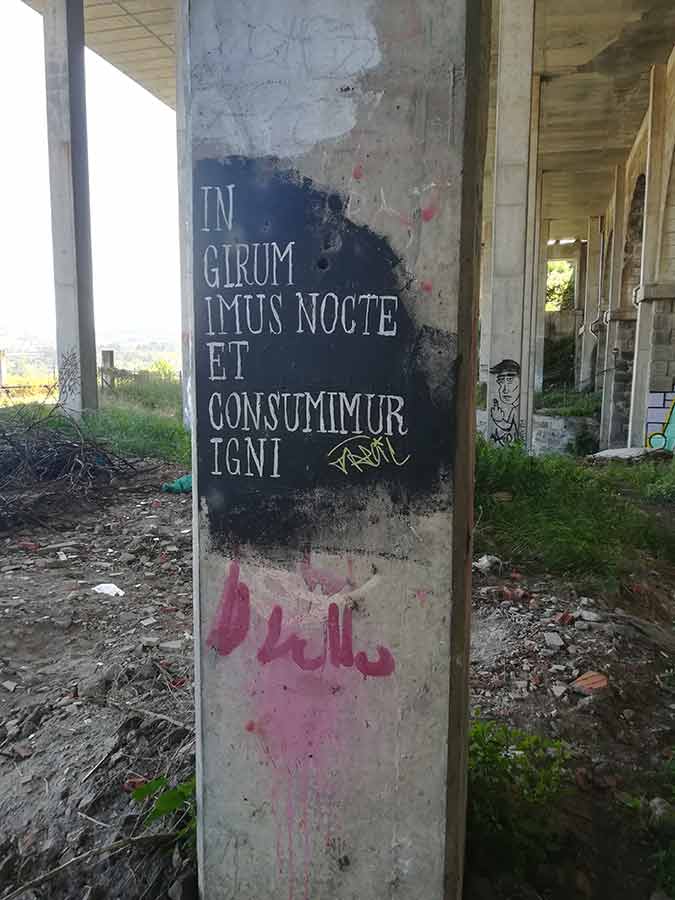 IN
GIRUM
IMUS NOCTE
ET
CONSUMIMUR
IGNI